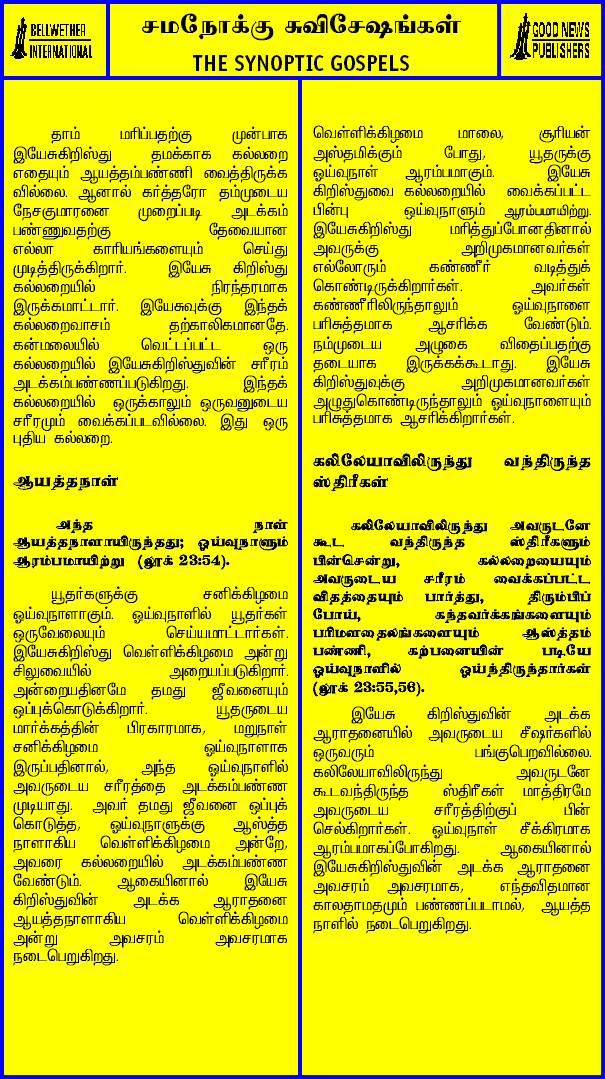 BELLWETHER
INTERNATIONAL
சமநோக்கு சுவிசேஷங்கள்
THE SYNOPTIC GOSPELS
GOOD NEWS
PUBLISHERS
தாம் மரிப்பதற்கு முன்பாக
இயேசுகிறிஸ்து தமக்காக கல்லறை
எதையும் ஆயத்தம்பண்ணி வைத்திருக்க
வில்லை. ஆனால் கர்த்தரோ தம்முடைய
நேசகுமாரனை முறைப்படி அடக்கம்
பண்ணுவதற்கு தேவையான
எல்லா காரியங்களையும் செய்து
முடித்திருக்கிறார். இயேசு கிறிஸ்து
கல்லறையில் நிரந்தரமாக
இருக்கமாட்டார். இயேசுவுக்கு இந்தக்
கல்லறைவாசம் தற்காலிகமானதே.
கன்மலையில் வெட்டப்பட்ட ஒரு
கல்லறையில் இயேசுகிறிஸ்துவின் சரீரம்
அடக்கம்பண்ணப்படுகிறது. இந்தக்
கல்லறையில் ஒருக்காலும் ஒருவனுடைய
சரீரமும் வைக்கப்படவில்லை. இது ஒரு
புதிய கல்லறை.
ஆயத்தநாள்
அந்த நாள்
ஆயத்தநாளாயிருந்தது; ஓய்வுநாளும்
ஆரம்பமாயிற்று (லூக் 23:54).
யூதர்களுக்கு சனிக்கிழமை
ஓய்வுநாளாகும். ஓய்வுநாளில் யூதர்கள்
ஒருவேலையும் செய்யமாட்டார்கள்.
இயேசுகிறிஸ்து வெள்ளிக்கிழமை அன்று
சிலுவையில் அறையப்படுகிறார்.
அன்றையதினமே தமது ஜீவனையும்
ஒப்புக்கொடுக்கிறார். யூதருடைய
மார்க்கத்தின் பிரகாரமாக, மறுநாள்
சனிக்கிழமை ஓய்வுநாளாக
இருப்பதினால், அந்த ஓய்வுநாளில்
அவருடைய சரீரத்தை அடக்கம்பண்ண
முடியாது. அவர் தமது ஜீவனை ஒப்புக்
கொடுத்த, ஓய்வுநாளுக்கு ஆஸ்த்த
நாளாகிய வெள்ளிக்கிழமை அன்றே,
அவரை கல்லறையில் அடக்கம்பண்ண
வேண்டும். ஆகையினால் இயேசு
கிறிஸ்துவின் அடக்க ஆராதனை
ஆயத்தநாளாகிய வெள்ளிக்கிழமை
அன்று அவசரம் அவசரமாக
நடைபெறுகிறது.
வெள்ளிக்கிழமை மாலை, சூரியன்
அஸ்தமிக்கும் போது, யூதருக்கு
ஓய்வுநாள் ஆரம்பமாகும். இயேசு
கிறிஸ்துவை கல்லறையில் வைக்கப்பட்ட
பின்பு ஓய்வுநாளும் ஆரம்பமாயிற்று.
இயேசுகிறிஸ்து மரித்துப்போனதினால்
அவருக்கு அறிமுகமானவர்கள்
எல்லோரும் கண்ணீர் வடித்துக்
கொண்டிருக்கிறார்கள். அவர்கள்
கண்ணீரிலிருந்தாலும் ஓய்வுநாளை
பரிசுத்தமாக ஆசரிக்க வேண்டும்.
நம்முடைய அழுகை விதைப்பதற்கு
தடையாக இருக்கக்கூடாது. இயேசு
கிறிஸ்துவுக்கு அறிமுகமானவர்கள்
அழுதுகொண்டிருந்தாலும் ஓய்வுநாளையும்
பரிசுத்தமாக ஆசரிக்கிறார்கள்.
கலிலேயாவிலிருந்து வந்திருந்த
ஸ்திரீகள்
கலிலேயாவிலிருந்து அவருடனே
கூட வந்திருந்த ஸ்திரீகளும்
பின்சென்று, கல்லறையையும்
அவருடைய சரீரம் வைக்கப்பட்ட
விதத்தையும் பார்த்து, திரும்பிப்
போய், கந்தவர்க்கங்களையும்
பரிமளதைலங்களையும் ஆஸ்த்தம்
பண்ணி, கற்பனையின் படியே
ஓய்வுநாளில் ஓய்ந்திருந்தார்கள்
(லூக் 23:55,56).
இயேசு கிறிஸ்துவின் அடக்க
ஆராதனையில் அவருடைய சீஷர்களில்
ஒருவரும் பங்குபெறவில்லை.
கலிலேயாவிலிருந்து அவருடனே
கூடவந்திருந்த ஸ்திரீகள் மாத்திரமே
அவருடைய சரீரத்திற்குப் பின்
செல்கிறார்கள். ஓய்வுநாள் சீக்கிரமாக
ஆரம்பமாகப்போகிறது. ஆகையினால்
இயேசுகிறிஸ்துவின் அடக்க ஆராதனை
அவசரம் அவசரமாக, எந்தவிதமான
காலதாமதமும் பண்ணப்படாமல், ஆயத்த
நாளில் நடைபெறுகிறது.